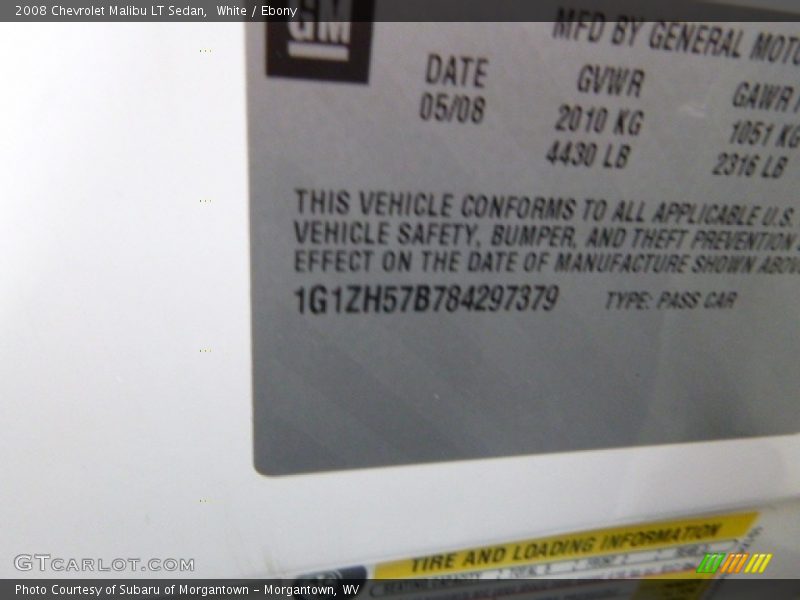 2008 Chevrolet Malibu LT Sedan, White / Ebony
GM
MFD BY GENERAL MOTO
DATE GVWR GAWR
05/08 2010 KG 1051 KG
4430 LB 2316 LB
THIS VEHICLE CONFORMS TO ALL APPLICABLE U.S.
VEHICLE SAFETY, BUMPER, AND THEFT PREVENTION
EFFECT ON THE DATE OF MANUFACTURE SHOWN ABOV
1G1ZH57B784297379 TYPE: PASS CAR
TIRE AND LOADING INFORMATION
SEATING CAPACITY
GTCARLOT.COM
Photo Courtesy of Subaru of Morgantown - Morgantown, WV